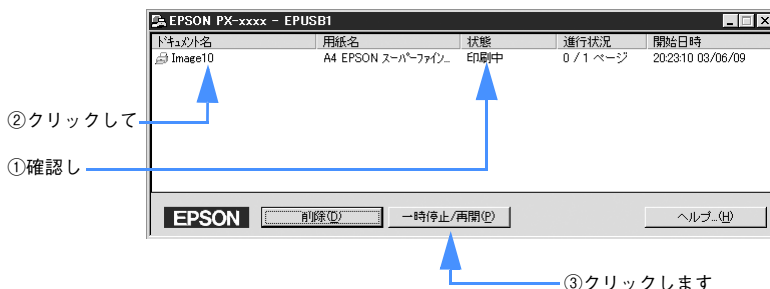 EPSON PX-xxxx - EPUSB1
ドキュメント名 用紙名 状態 進行状況 開始日時
Image10 A4 EPSON スーパーファイン... 印刷中 0 / 1 ページ 20:23:10 03/06/09
②クリックして
①確認し
EPSON 削除(D) 一時停止/再開(P) ヘルプ...(H)
③クリックします